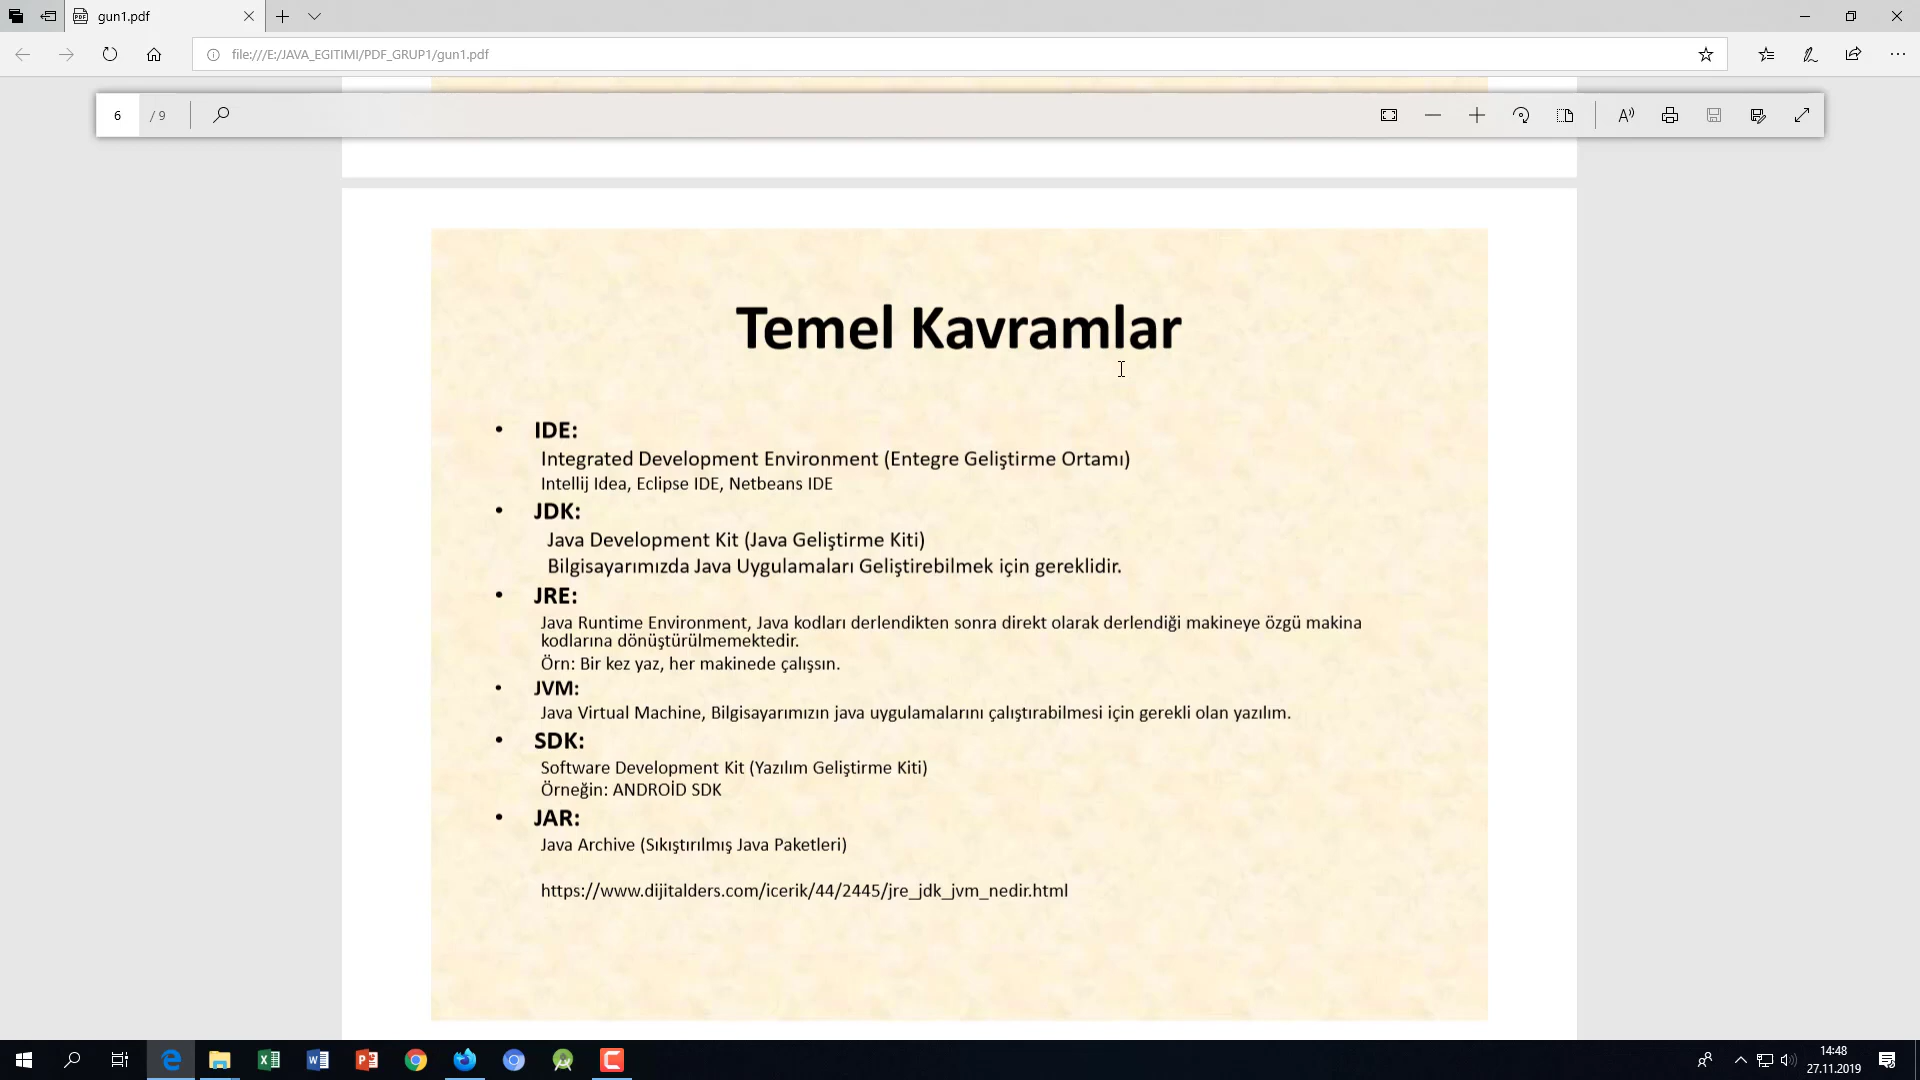 gun1.pdf
file:///E:/JAVA_EGITIMI/PDF_GRUP1/gun1.pdf
6 / 9
Temel Kavramlar
• IDE:
Integrated Development Environment (Entegre Geliştirme Ortamı)
Intellij Idea, Eclipse IDE, Netbeans IDE
• JDK:
Java Development Kit (Java Geliştirme Kiti)
Bilgisayarımızda Java Uygulamaları Geliştirebilmek için gereklidir.
• JRE:
Java Runtime Environment, Java kodları derlendikten sonra direkt olarak derlendiği makineye özgü makina
kodlarına dönüştürülmemektedir.
Örn: Bir kez yaz, her makinede çalışsın.
• JVM:
Java Virtual Machine, Bilgisayarımızın java uygulamalarını çalıştırabilmesi için gerekli olan yazılım.
• SDK:
Software Development Kit (Yazılım Geliştirme Kiti)
Örneğin: ANDROİD SDK
• JAR:
Java Archive (Sıkıştırılmış Java Paketleri)
https://www.dijitalders.com/icerik/44/2445/jre_jdk_jvm_nedir.html
14:48
27.11.2019